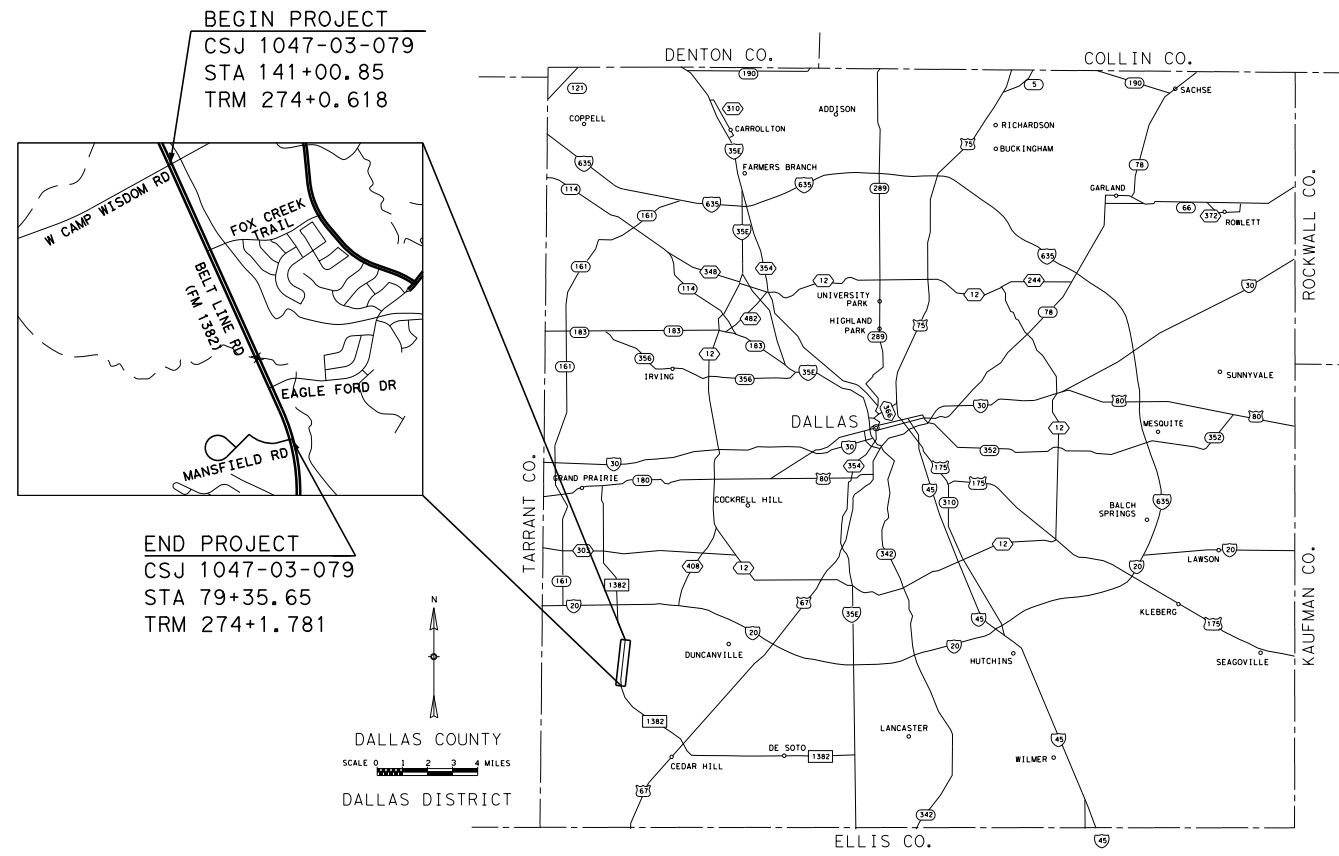 BEGIN PROJECT
CSJ 1047-03-079
STA 141+00.85
TRM 274+0.618
W CAMP WISDOM RD
FOX CREEK
TRAIL
BELT LINE RD
(FM 1382)
EAGLE FORD DR
MANSFIELD RD
END PROJECT
CSJ 1047-03-079
STA 79+35.65
TRM 274+1.781
N
DALLAS COUNTY
SCALE 0 1 2 3 4 MILES
DALLAS DISTRICT
DENTON CO.
COLLIN CO.
190
121
COPPELL
310
CARROLLTON
ADDISON
5
190
SACHSE
RICHARDSON
BUCKINGHAM
75
35E
FARMERS BRANCH
635
114
635
289
78
GARLAND
66
372
ROWLETT
161
635
35E
ROCKWALL CO.
161
348
354
12
635
244
30
114
UNIVERSITY
PARK
12
78
482
HIGHLAND
PARK
75
183
183
183
289
12
356
161
IRVING
356
35E
SUNNYVALE
366
30
80
80
DALLAS
12
MESQUITE
352
352
30
30
354
175
GRAND PRAIRIE
180
80
45
175
310
635
COCKRELL HILL
BALCH
SPRINGS
TARRANT CO.
303
408
12
342
12
LAWSON
20
161
1382
20
20
67
35E
45
KLEBERG
175
20
20
DUNCANVILLE
HUTCHINS
SEAGOVILLE
KAUFMAN CO.
1382
LANCASTER
45
DE SOTO
1382
WILMER
CEDAR HILL
67
342
ELLIS CO.
45